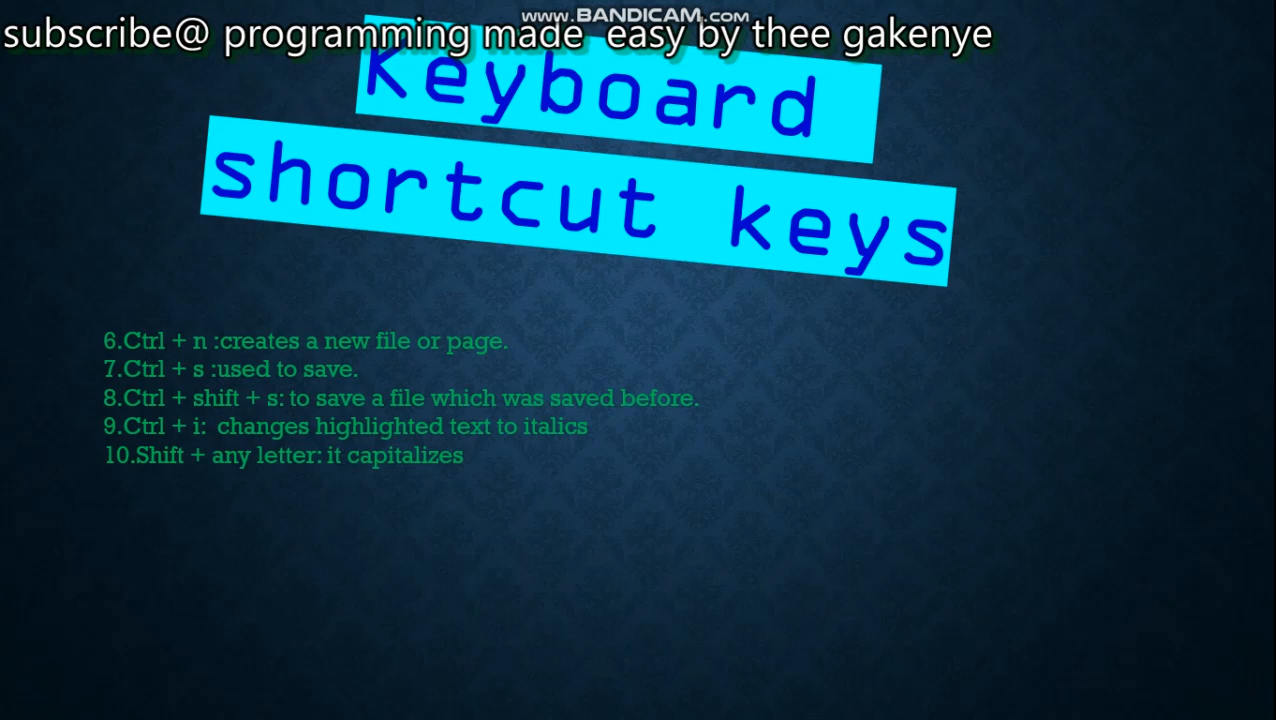 www.BANDICAM.com
subscribe@ programming made  easy by thee gakenye
Keyboard
shortcut keys
6.Ctrl + n :creates a new file or page.
7.Ctrl + s :used to save.
8.Ctrl + shift + s: to save a file which was saved before.
9.Ctrl + i:  changes highlighted text to italics
10.Shift + any letter: it capitalizes